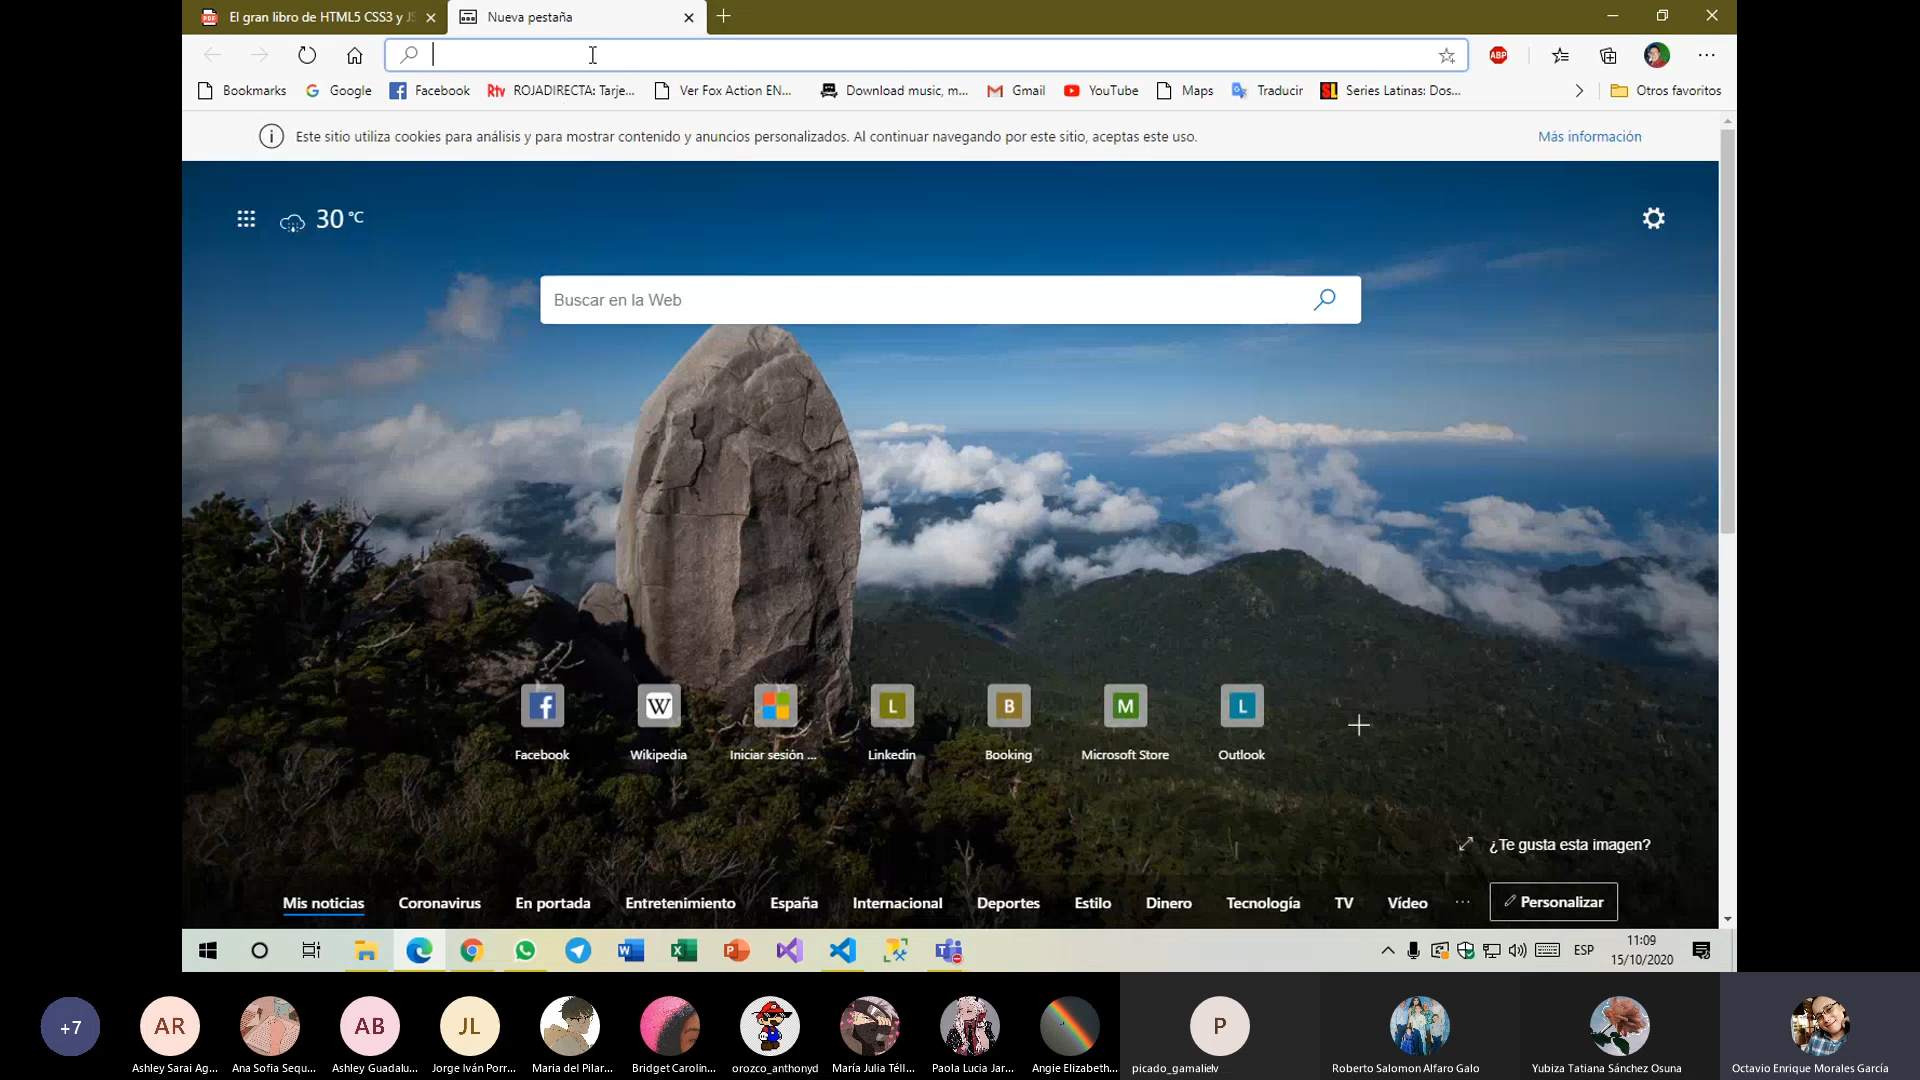 El gran libro de HTML5 CSS3 y JS
Nueva pestaña
ABP
Bookmarks
Google
Facebook
Rtv ROJADIRECTA: Tarje...
Ver Fox Action EN...
Download music, m...
Gmail
YouTube
Maps
Traducir
SL Series Latinas: Dos...
Otros favoritos
Este sitio utiliza cookies para análisis y para mostrar contenido y anuncios personalizados. Al continuar navegando por este sitio, aceptas este uso.
Más información
30 °C
Buscar en la Web
W
L
B
M
L
Facebook
Wikipedia
Iniciar sesión ...
Linkedin
Booking
Microsoft Store
Outlook
¿Te gusta esta imagen?
Mis noticias
Coronavirus
En portada
Entretenimiento
España
Internacional
Deportes
Estilo
Dinero
Tecnología
TV
Vídeo
...
Personalizar
ESP
11:09
15/10/2020
+7
AR
AB
JL
P
Ashley Sarai Ag...
Ana Sofia Sequ...
Ashley Guadalu...
Jorge Iván Porr...
Maria del Pilar...
Bridget Carolin...
orozco_anthonyd
María Julia Téll...
Paola Lucia Jar...
Angie Elizabeth...
picado_gamalielv
Roberto Salomon Alfaro Galo
Yubiza Tatiana Sánchez Osuna
Octavio Enrique Morales García